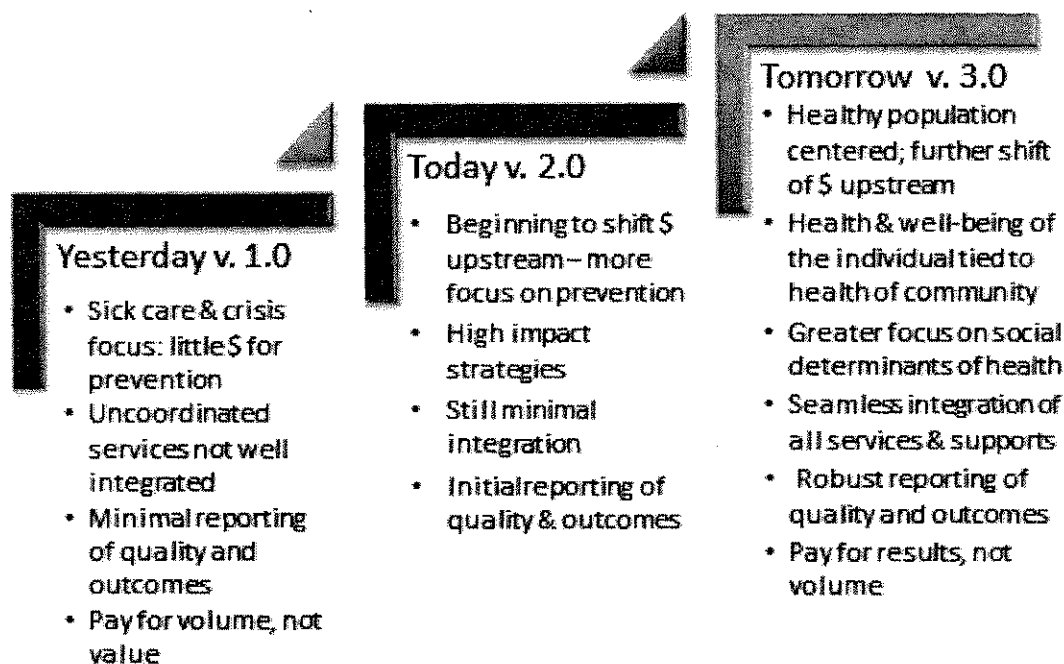 Yesterday v. 1.0
• Sick care & crisis
focus: little $ for
prevention
• Uncoordinated
services not well
integrated
• Minimal reporting
of quality and
outcomes
• Pay for volume, not
value
Today v. 2.0
• Beginning to shift $
upstream – more
focus on prevention
• High impact
strategies
• Still minimal
integration
• Initial reporting of
quality & outcomes
Tomorrow v. 3.0
• Healthy population
centered; further shift
of $ upstream
• Health & well-being of
the individual tied to
health of community
• Greater focus on social
determinants of health
• Seamless integration of
all services & supports
• Robust reporting of
quality and outcomes
• Pay for results, not
volume